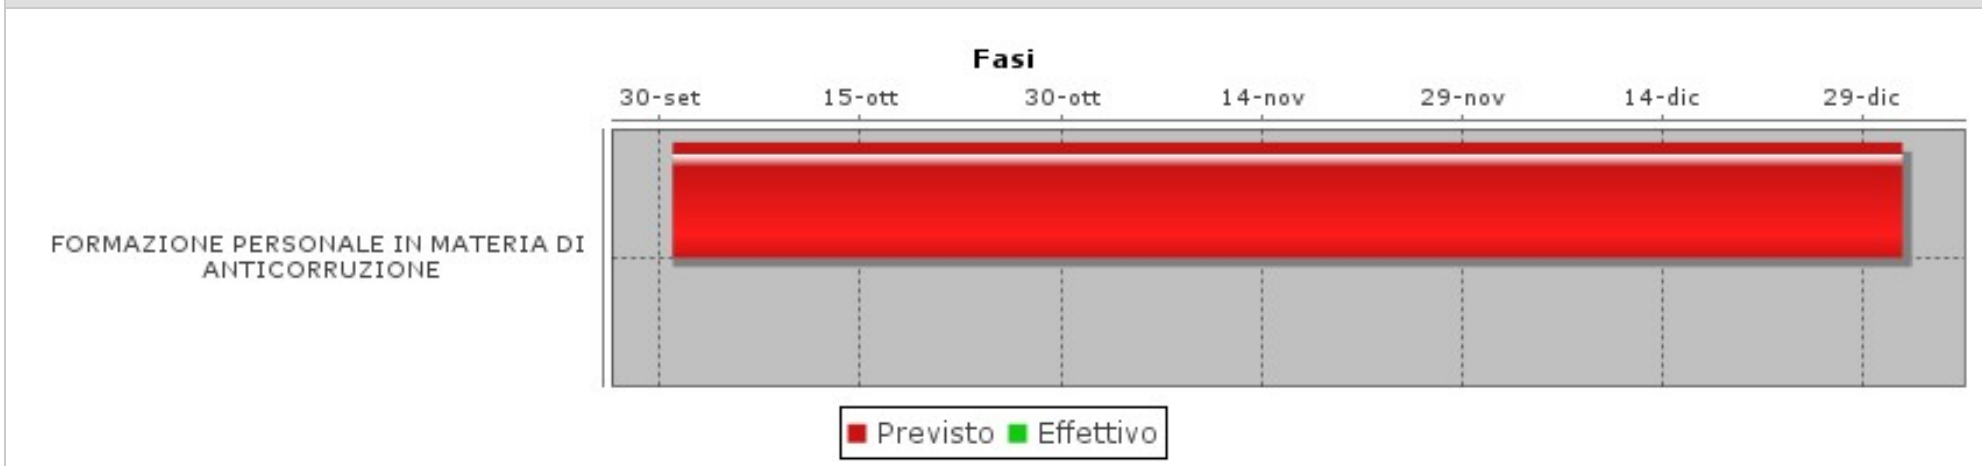 Fasi
30-set 15-ott 30-ott 14-nov 29-nov 14-dic 29-dic
FORMAZIONE PERSONALE IN MATERIA DI
ANTICORRUZIONE
Previsto Effettivo